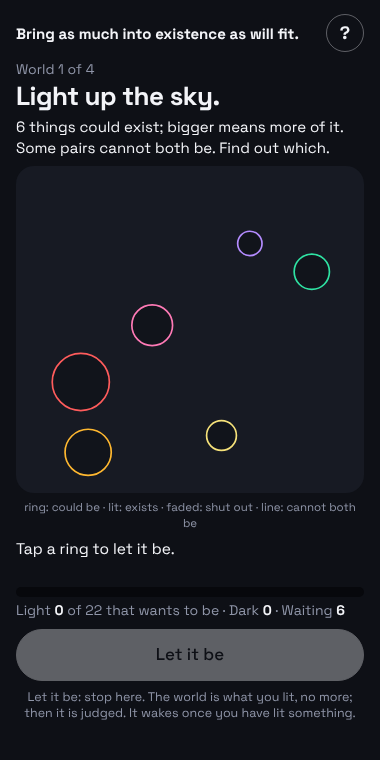 Bring as much into existence as will fit.
?
World 1 of 4
Light up the sky.
6 things could exist; bigger means more of it.
Some pairs cannot both be. Find out which.
ring: could be · lit: exists · faded: shut out · line: cannot both
be
Tap a ring to let it be.
Light 0 of 22 that wants to be · Dark 0 · Waiting 6
Let it be
Let it be: stop here. The world is what you lit, no more;
then it is judged. It wakes once you have lit something.